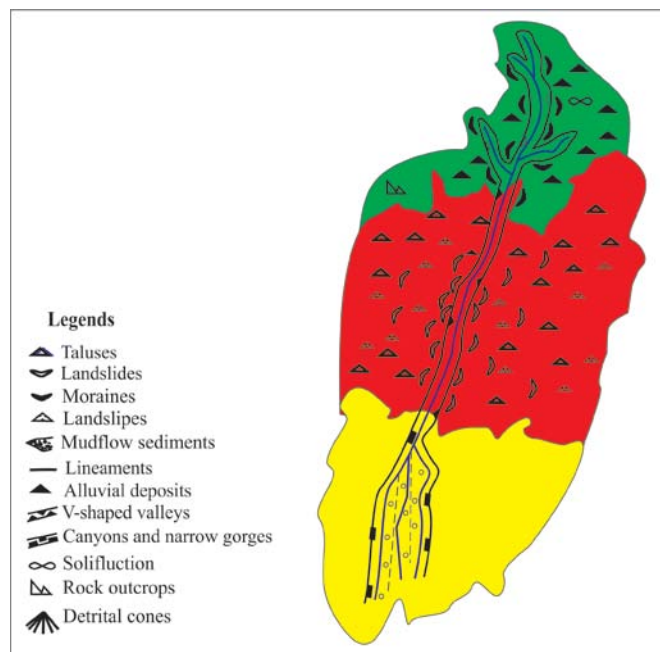 Legends
Taluses
Landslides
Moraines
Landslipes
Mudflow sediments
Lineaments
Alluvial deposits
V-shaped valleys
Canyons and narrow gorges
Solifluction
Rock outcrops
Detrital cones